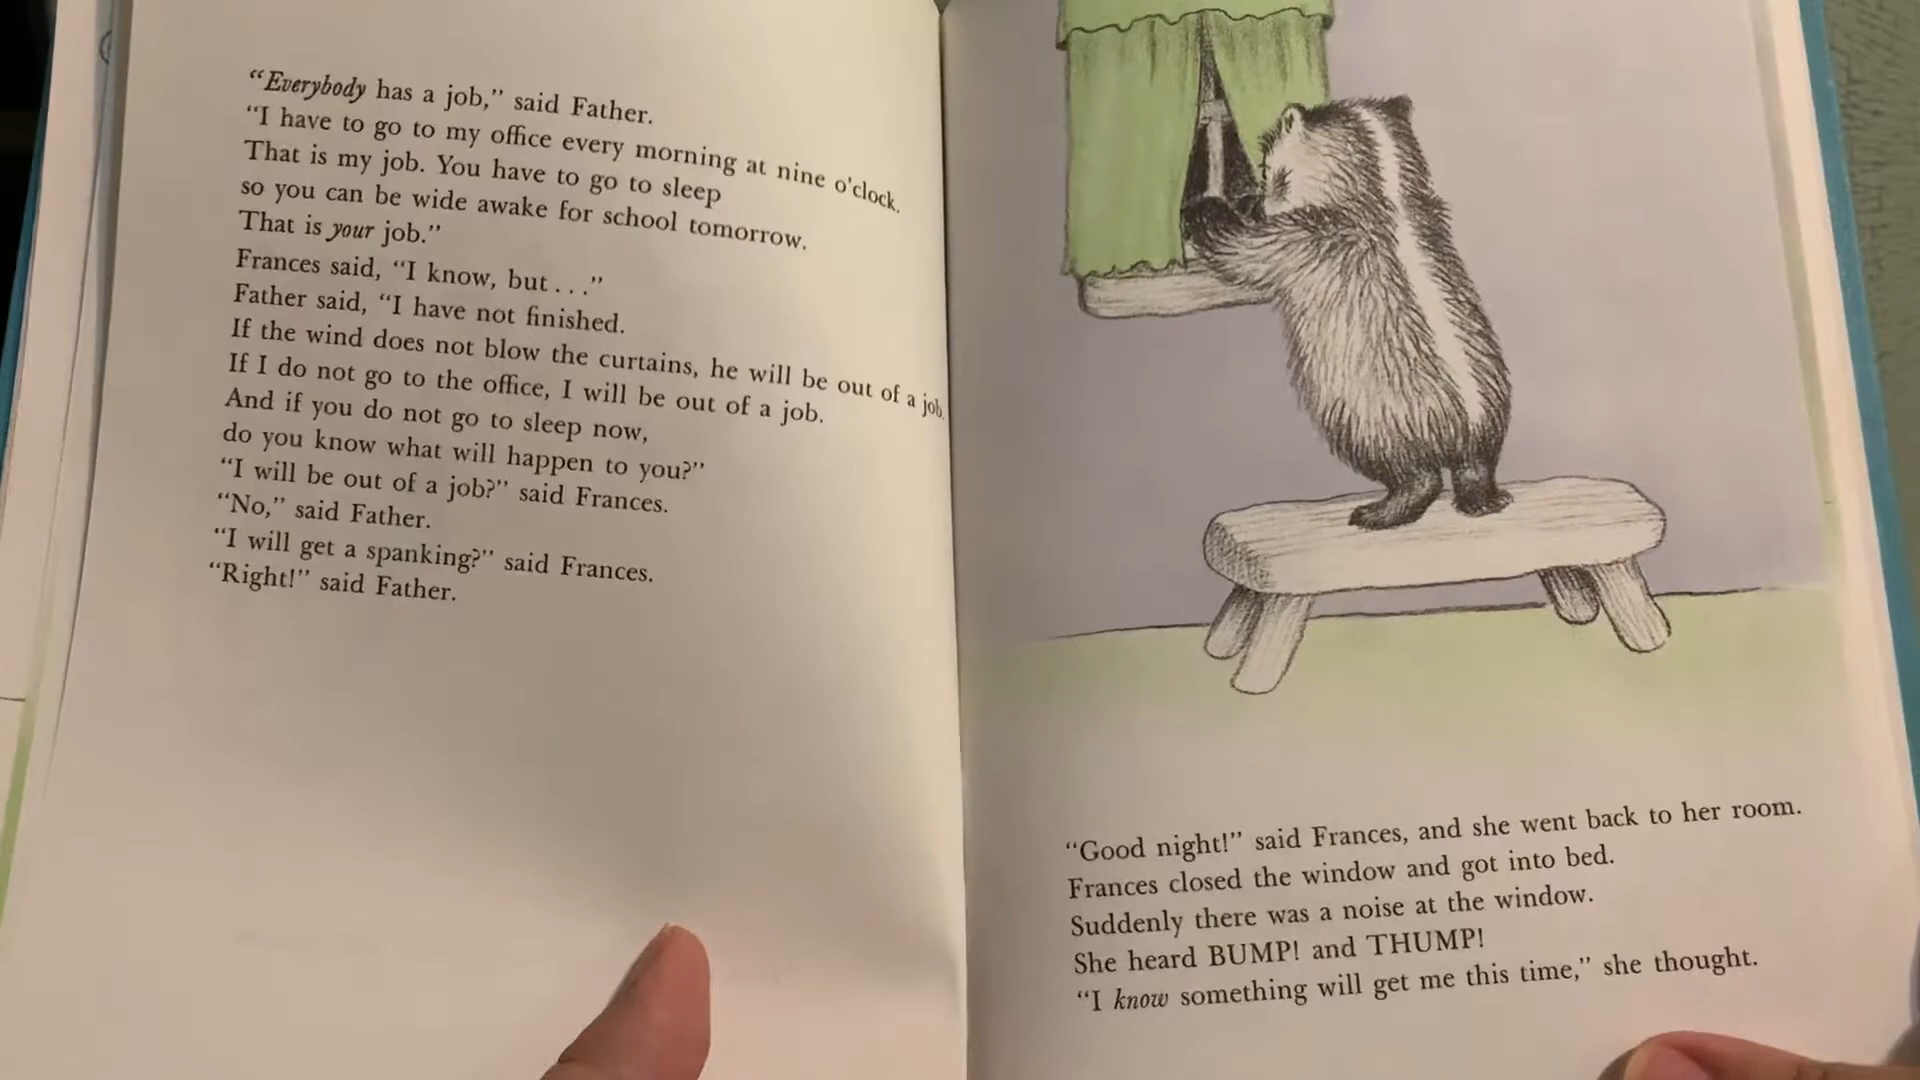 “Everybody has a job,” said Father.
“I have to go to my office every morning at nine o'clock.
That is my job. You have to go to sleep
so you can be wide awake for school tomorrow.
That is your job.”
Frances said, “I know, but . . .”
Father said, “I have not finished.
If the wind does not blow the curtains, he will be out of a job.
If I do not go to the office, I will be out of a job.
And if you do not go to sleep now,
do you know what will happen to you?”
“I will be out of a job?” said Frances.
“No,” said Father.
“I will get a spanking?” said Frances.
“Right!” said Father.
“Good night!” said Frances, and she went back to her room.
Frances closed the window and got into bed.
Suddenly there was a noise at the window.
She heard BUMP! and THUMP!
“I know something will get me this time,” she thought.